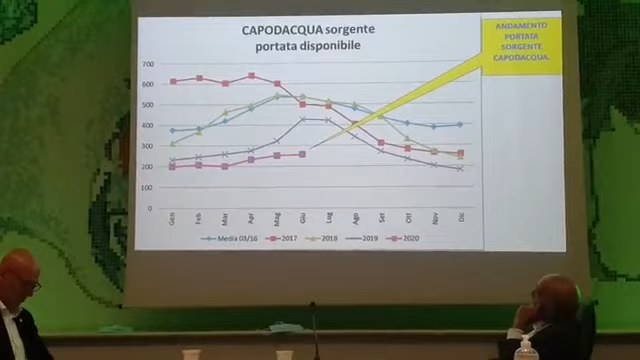 CAPODACQUA sorgente
portata disponibile
ANDAMENTO
PORTATA
SORGENTE
CAPODACQUA.
700
600
500
400
300
200
100
0
Gen Feb Mar Apr Mag Giu Lug Ago Set Ott Nov Dic
Media 03/16 2017 2018 2019 2020